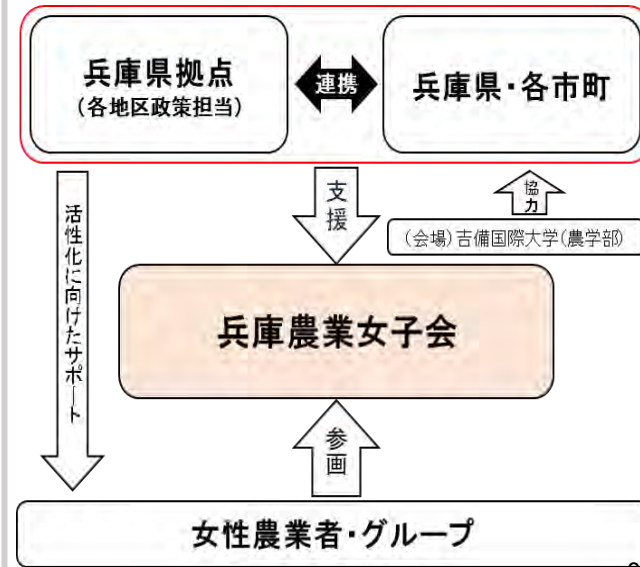 兵庫県拠点
(各地区政策担当)
連携
兵庫県・各市町
活性化に向けたサポート
支援
協力
(会場)吉備国際大学(農学部)
兵庫農業女子会
参画
女性農業者・グループ